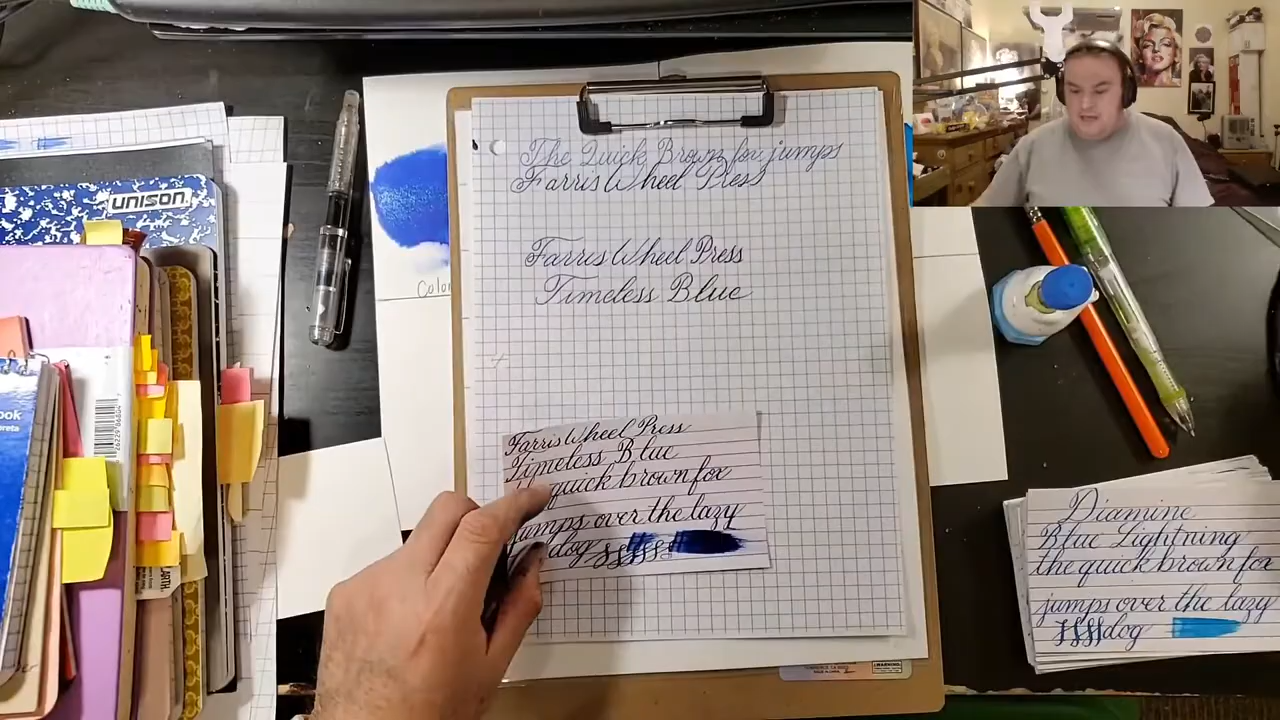 unison.
The Quick Brown fox jumps
Farris Wheel Press
Farris Wheel Press
Timeless Blue
Color
Farris Wheel Press
Timeless Blue
quick brown fox
jumps over the lazy
dog
Diamine
Blue Lightning
the quick brown fox
jumps over the lazy
dog